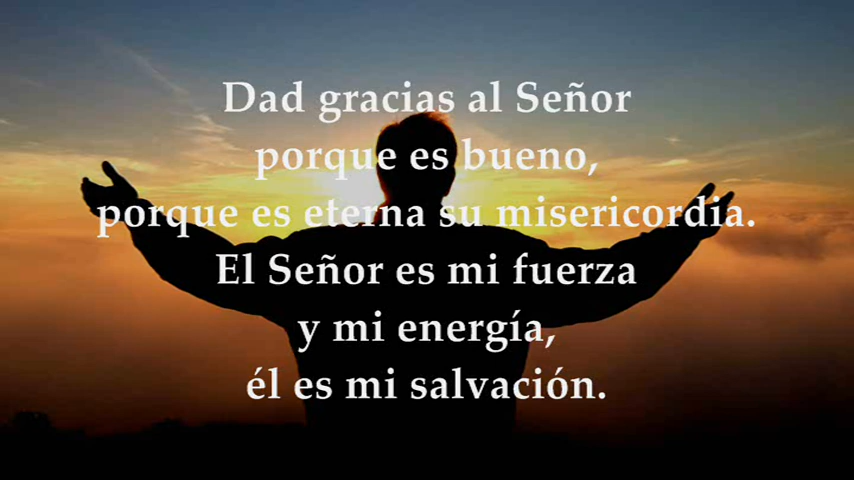 Dad gracias al Señor
porque es bueno,
porque es eterna su misericordia.
El Señor es mi fuerza
y mi energía,
él es mi salvación.